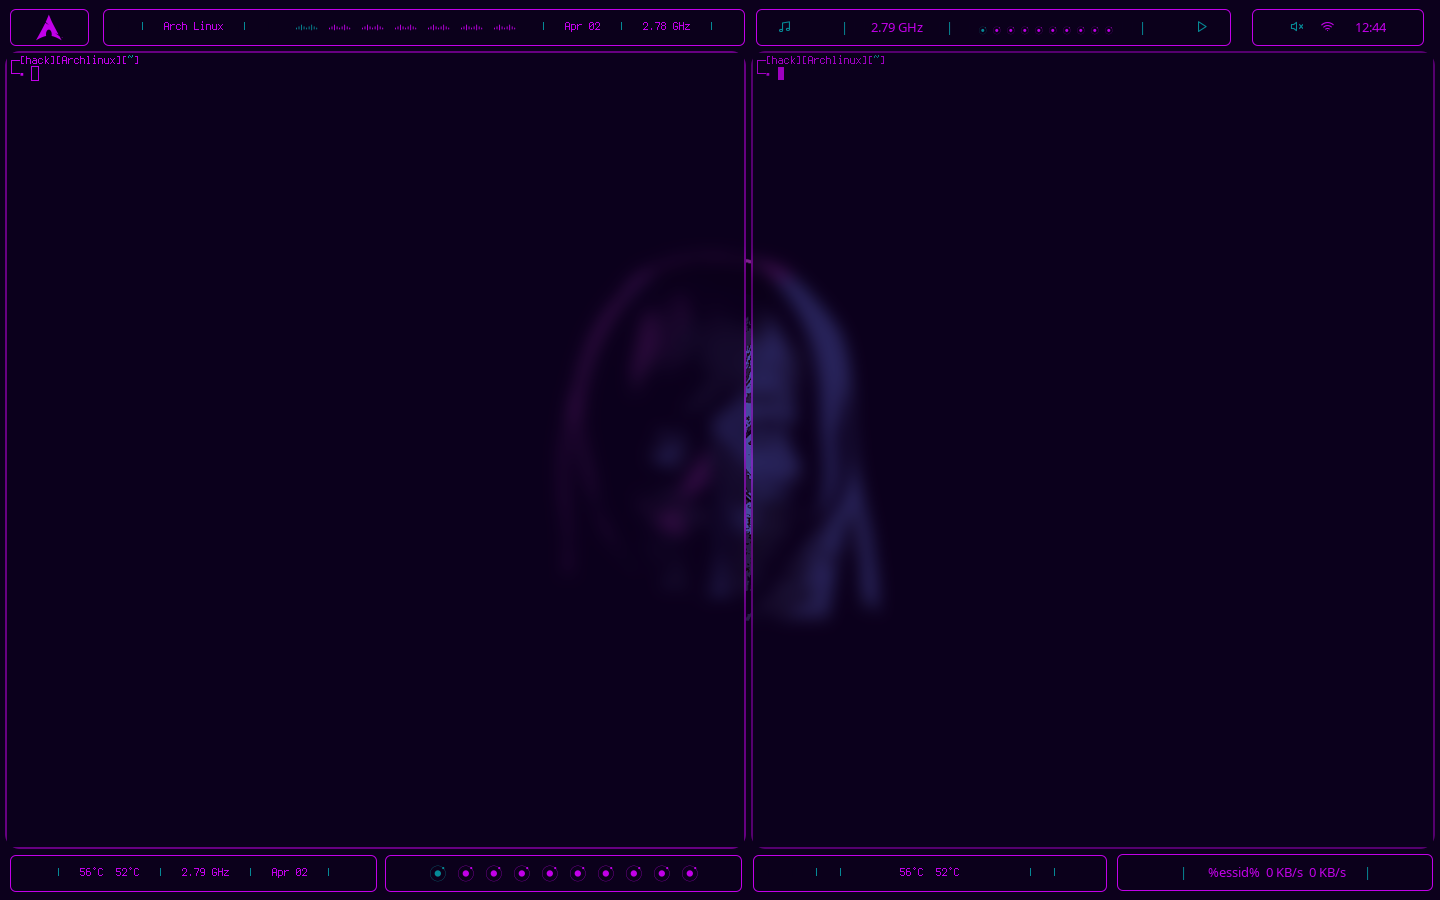 Arch Linux | Apr 02 | 2.78 GHz
2.79 GHz
12:44
[hack][Archlinux][~]
[hack][Archlinux][~]
56°C 52°C | 2.79 GHz | Apr 02
56°C 52°C
%essid% 0 KB/s 0 KB/s